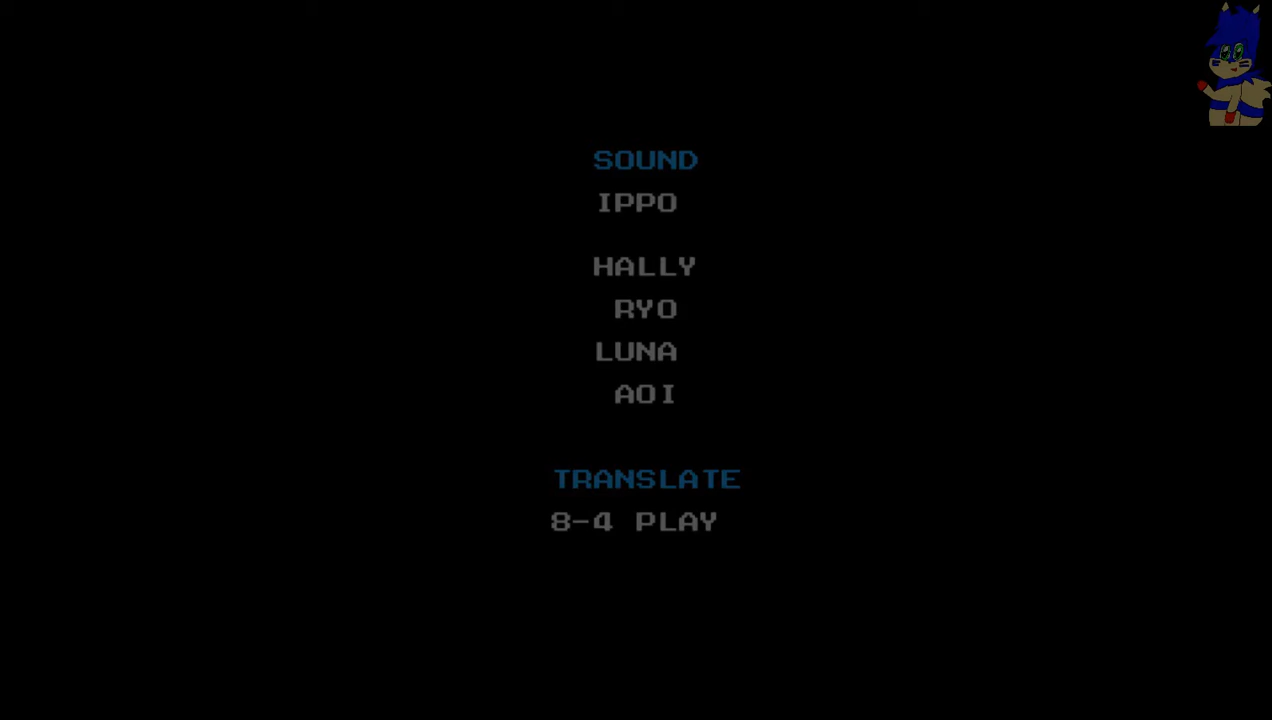 SOUND
IPPO
HALLY
RYO
LUNA
AOI
TRANSLATE
8-4 PLAY